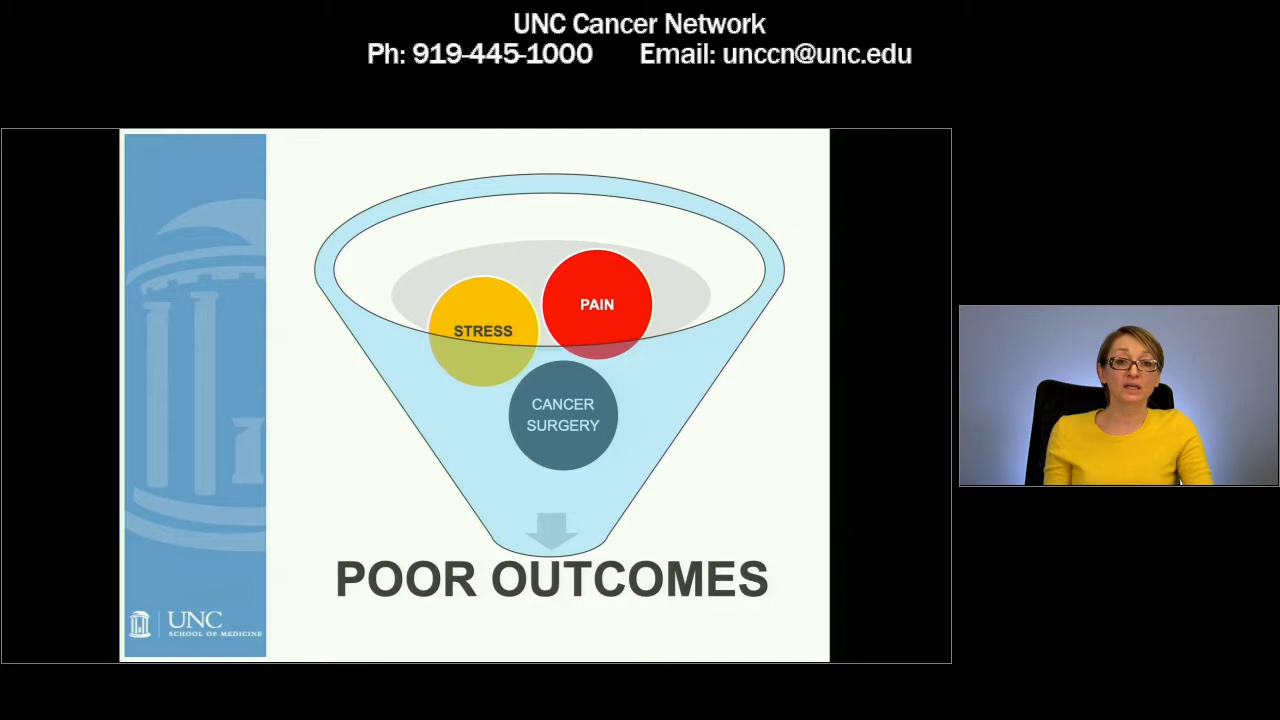 UNC Cancer Network
Ph: 919-445-1000 Email: unccn@unc.edu
PAIN
STRESS
CANCER
SURGERY
POOR OUTCOMES
UNC
SCHOOL OF MEDICINE